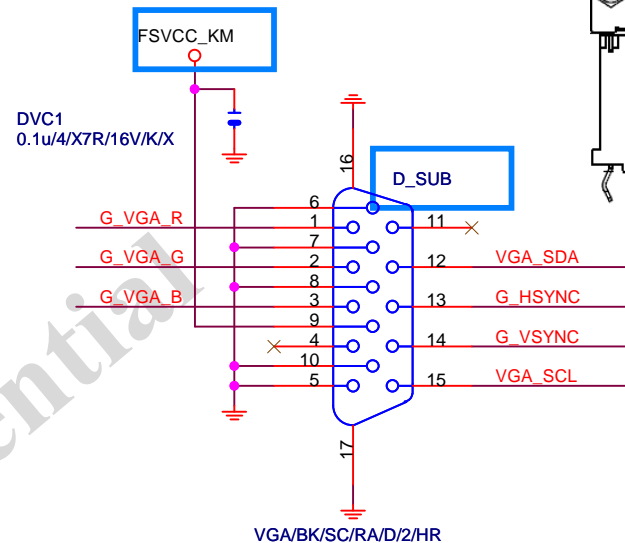 FSVCC_KM
DVC1
0.1u/4/X7R/16V/K/X
16
D_SUB
6
G_VGA_R
1
11
7
G_VGA_G
2
12
VGA_SDA
8
G_VGA_B
3
13
G_HSYNC
9
4
14
G_VSYNC
10
5
15
VGA_SCL
17
VGA/BK/SC/RA/D/2/HR
ential